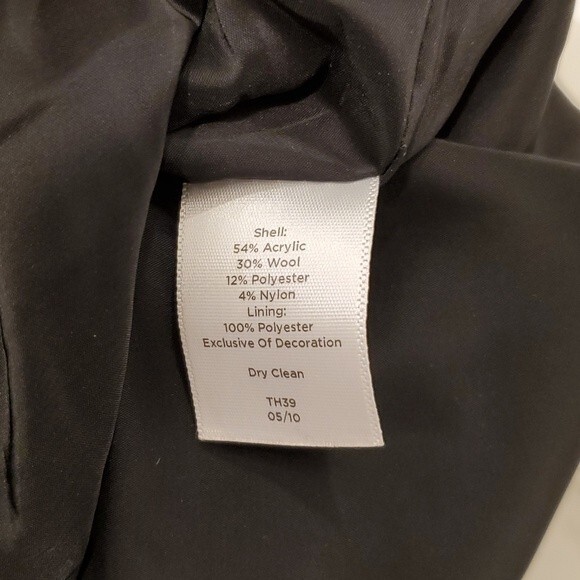 Shell:
54% Acrylic
30% Wool
12% Polyester
4% Nylon
Lining:
100% Polyester
Exclusive Of Decoration
Dry Clean
TH39
05/10